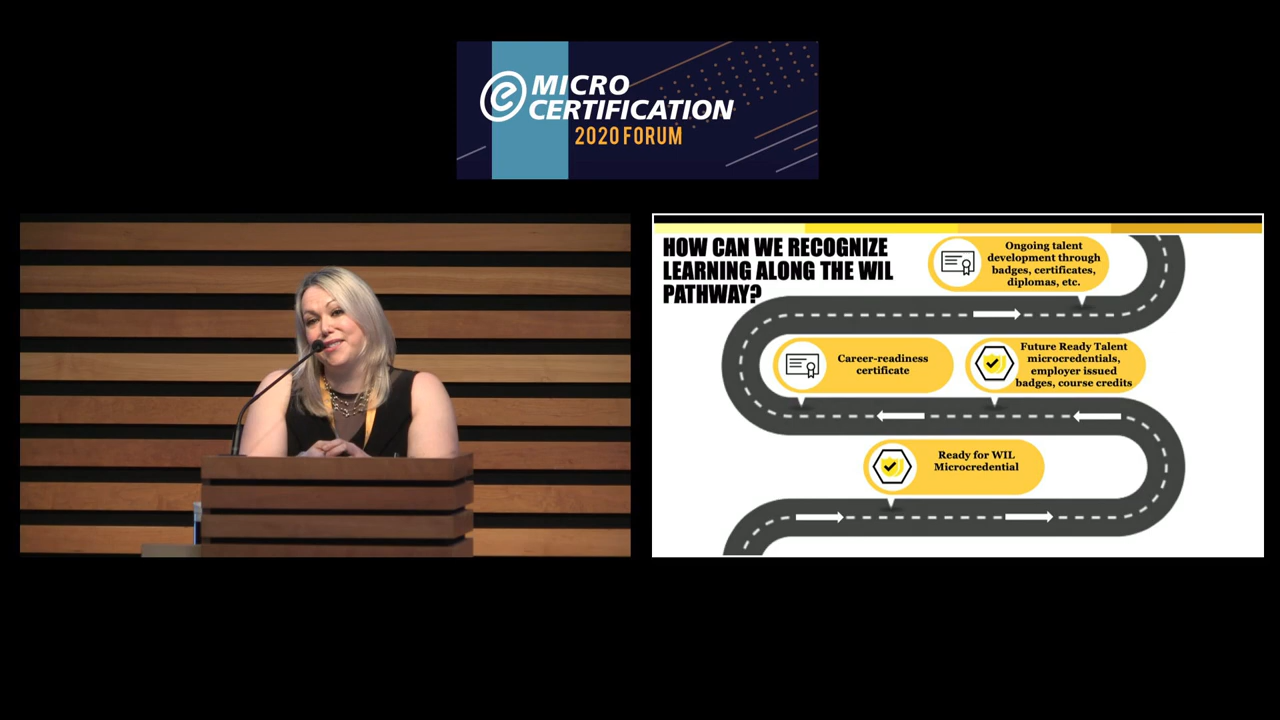 MICRO
CERTIFICATION
2020 FORUM
HOW CAN WE RECOGNIZE
LEARNING ALONG THE WIL
PATHWAY?
Ongoing talent
development through
badges, certificates,
diplomas, etc.
Career-readiness
certificate
Future Ready Talent
microcredentials,
employer issued
badges, course credits
Ready for WIL
Microcredential